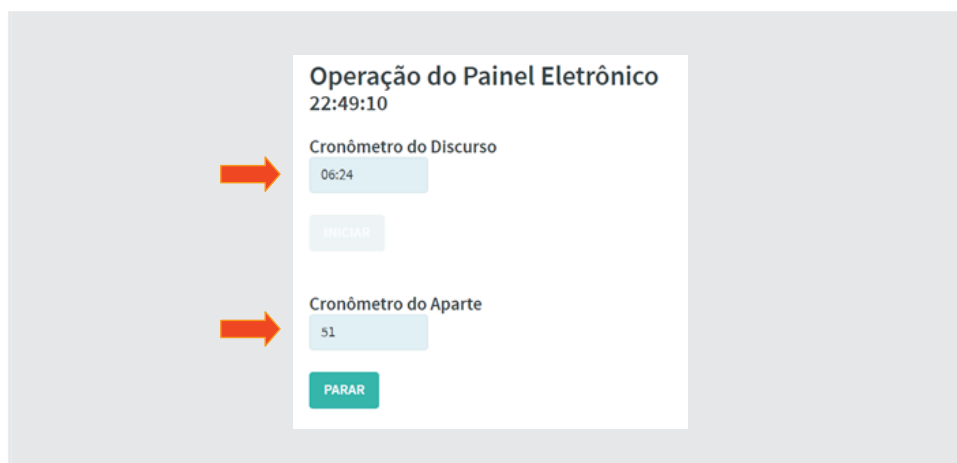 Operação do Painel Eletrônico
22:49:10
Cronômetro do Discurso
06:24
INICIAR
Cronômetro do Aparte
51
PARAR